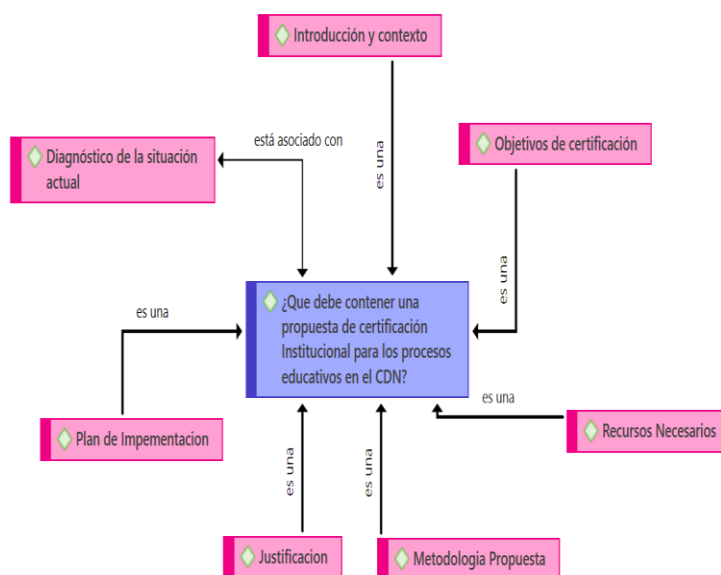 Introducción y contexto
está asociado con
Diagnóstico de la situación
actual
es una
Objetivos de certificación
es una
¿Que debe contener una
propuesta de certificación
Institucional para los procesos
educativos en el CDN?
es una
Plan de Impementacion
es una
Recursos Necesarios
es una
es una
Justificacion
Metodologia Propuesta